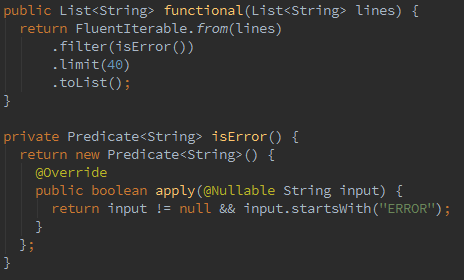 public List<String> functional(List<String> lines) {
  return FluentIterable.from(lines)
      .filter(isError())
      .limit(40)
      .toList();
}

private Predicate<String> isError() {
  return new Predicate<String>() {
    @Override
    public boolean apply(@Nullable String input) {
      return input != null && input.startsWith("ERROR");
    }
  };
}